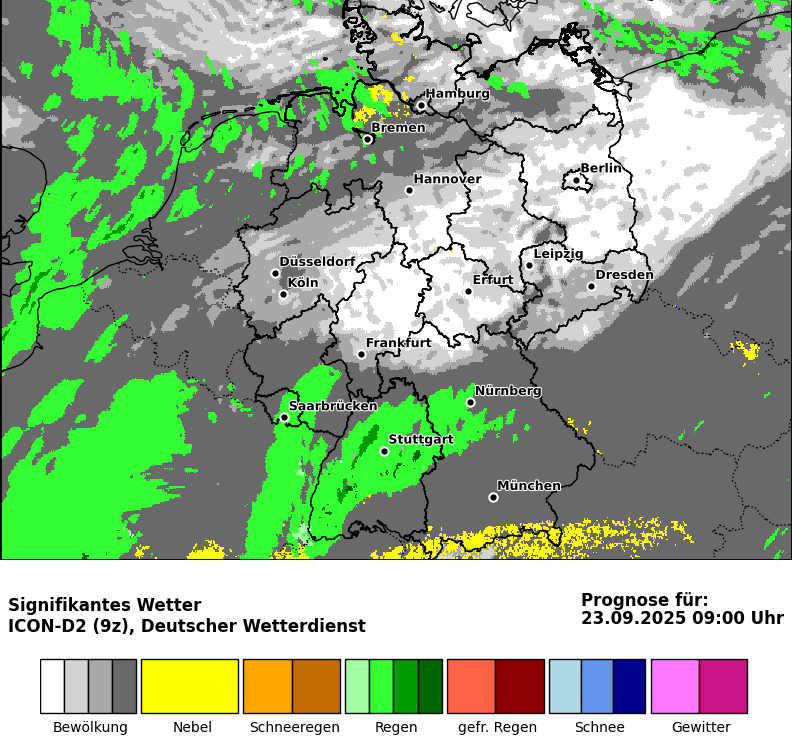 Hamburg
Bremen
Berlin
Hannover
Leipzig
Düsseldorf
Dresden
Köln
Erfurt
Frankfurt
Nürnberg
Saarbrücken
Stuttgart
München
Signifikantes Wetter
ICON-D2 (9z), Deutscher Wetterdienst
Prognose für:
23.09.2025 09:00 Uhr
Bewölkung
Nebel
Schneeregen
Regen
gefr. Regen
Schnee
Gewitter